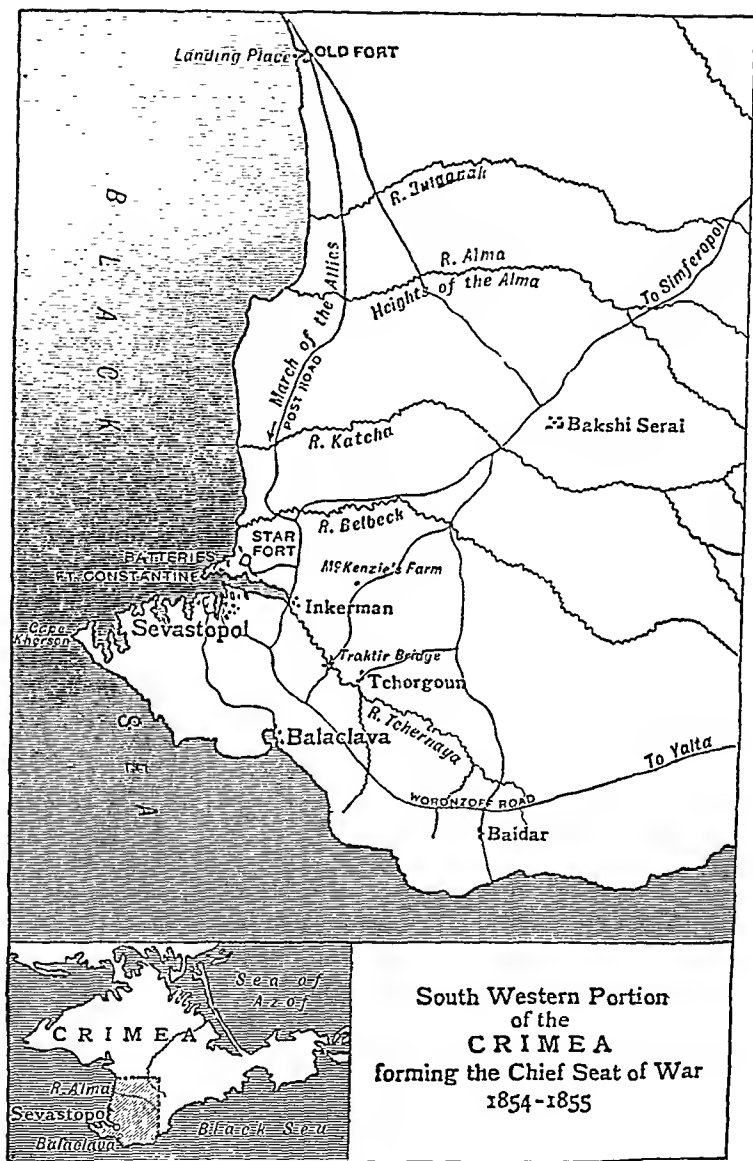 Landing Place
OLD FORT
BLACK SEA
R. Bulganak
R. Alma
Heights of the Alma
To Simferopol
March of the Allies
POST ROAD
Bakshi Serai
R. Katcha
R. Belbeck
STAR
FORT
BATTERIES
FT. CONSTANTINE
McKenzie's Farm
Inkerman
Cape
Kherson
Sevastopol
Traktir Bridge
Tchorgoun
R. Tchernaya
Balaclava
To Yalta
WORONZOFF ROAD
Baidar
Sea of
Azof
CRIMEA
R. Alma
Sevastopol
Balaclava
Black Sea
South Western Portion
of the
CRIMEA
forming the Chief Seat of War
1854-1855